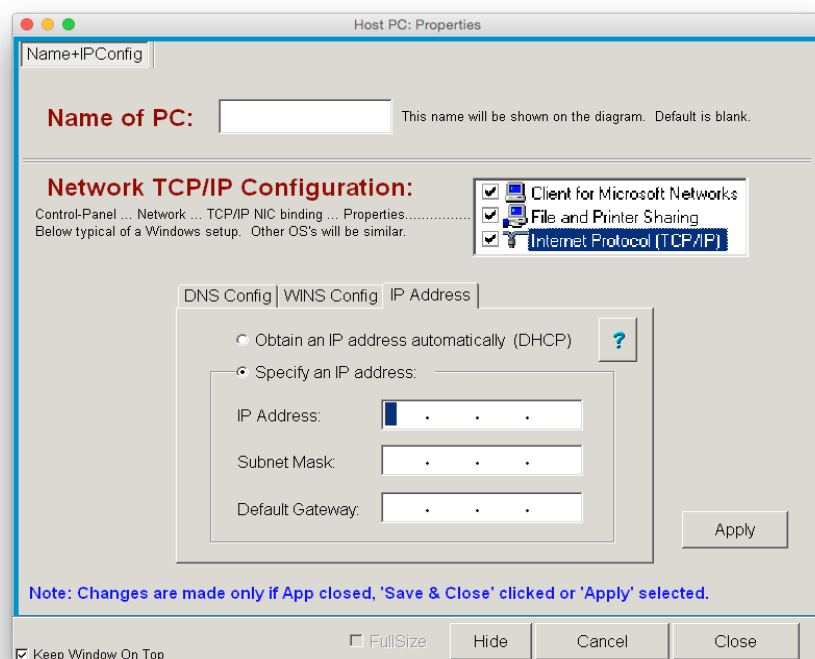 Host PC: Properties
Name+IPConfig
Name of PC:
This name will be shown on the diagram. Default is blank.
Network TCP/IP Configuration:
Control-Panel ... Network ... TCP/IP NIC binding ... Properties................
Below typical of a Windows setup. Other OS's will be similar.
Client for Microsoft Networks
File and Printer Sharing
Internet Protocol (TCP/IP)
DNS Config WINS Config IP Address
Obtain an IP address automatically (DHCP)
?
Specify an IP address:
IP Address: . . .
Subnet Mask: . . .
Default Gateway: . . .
Apply
Note: Changes are made only if App closed, 'Save & Close' clicked or 'Apply' selected.
Keep Window On Top
FullSize
Hide
Cancel
Close